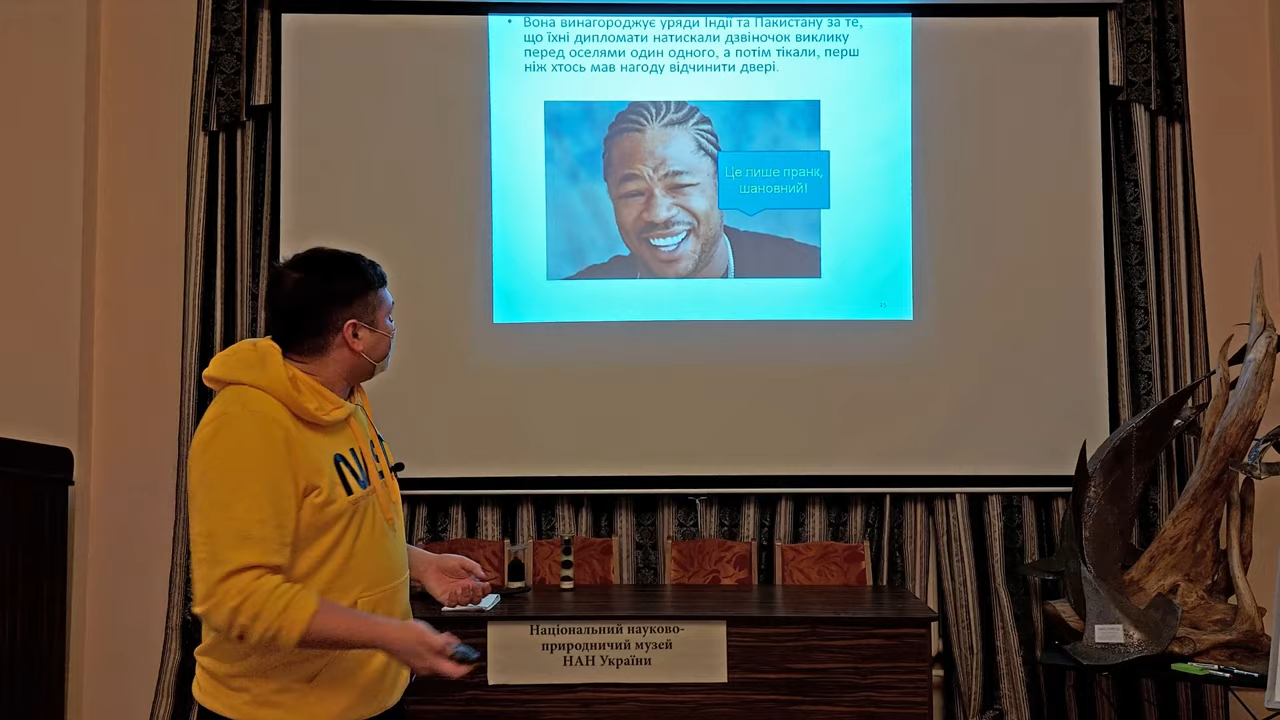 • Вона винагороджує уряди Індії та Пакистану за те,
що їхні дипломати натискали дзвіночок виклику
перед оселями один одного, а потім тікали, перш
ніж хтось мав нагоду відчинити двері.
Це лише пранк,
шановний!
Національний науково-
природничий музей
НАН України